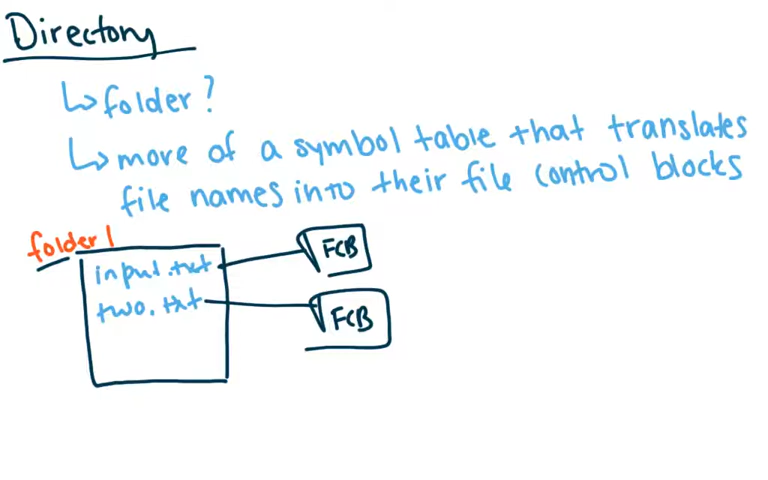 Directory
↳ folder?
↳ more of a symbol table that translates
file names into their file control blocks
folder 1
input.txt
FCB
two.txt
FCB